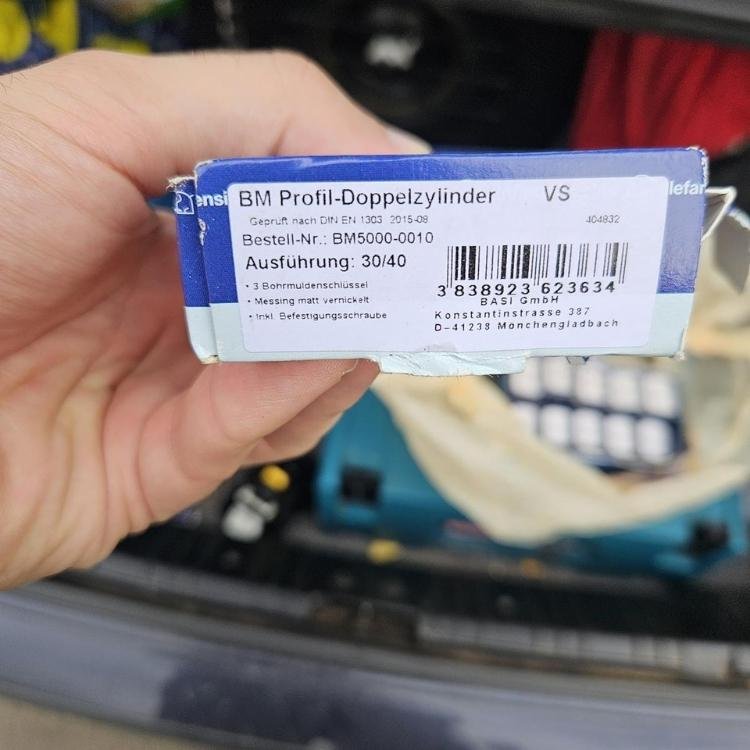 BM Profil-Doppelzylinder VS
Geprüft nach DIN EN 1303 2015-08
404832
Bestell-Nr.: BM5000-0010
Ausführung: 30/40
• 3 Bohrmuldenschlüssel
• Messing matt vernickelt
• Inkl. Befestigungsschraube
3 838923 623634
BASI GmbH
Konstantinstrasse 387
D-41238 Mönchengladbach